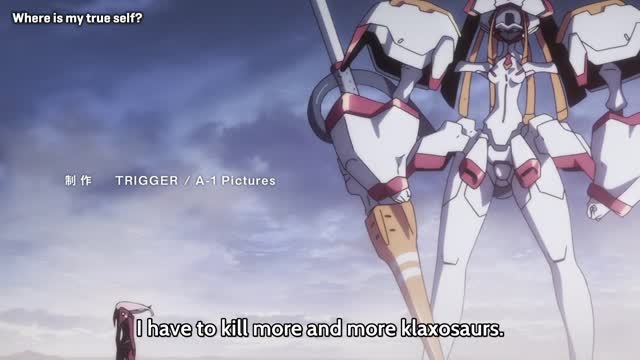 Where is my true self?
制作 TRIGGER / A-1 Pictures
I have to kill more and more klaxosaurs.